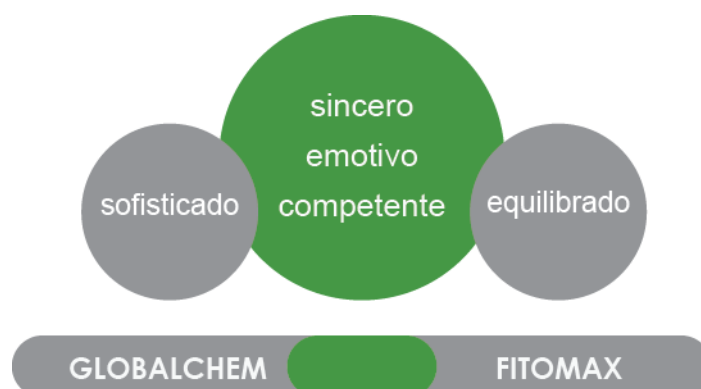 sincero
emotivo
sofisticado
competente
equilibrado
GLOBALCHEM
FITOMAX